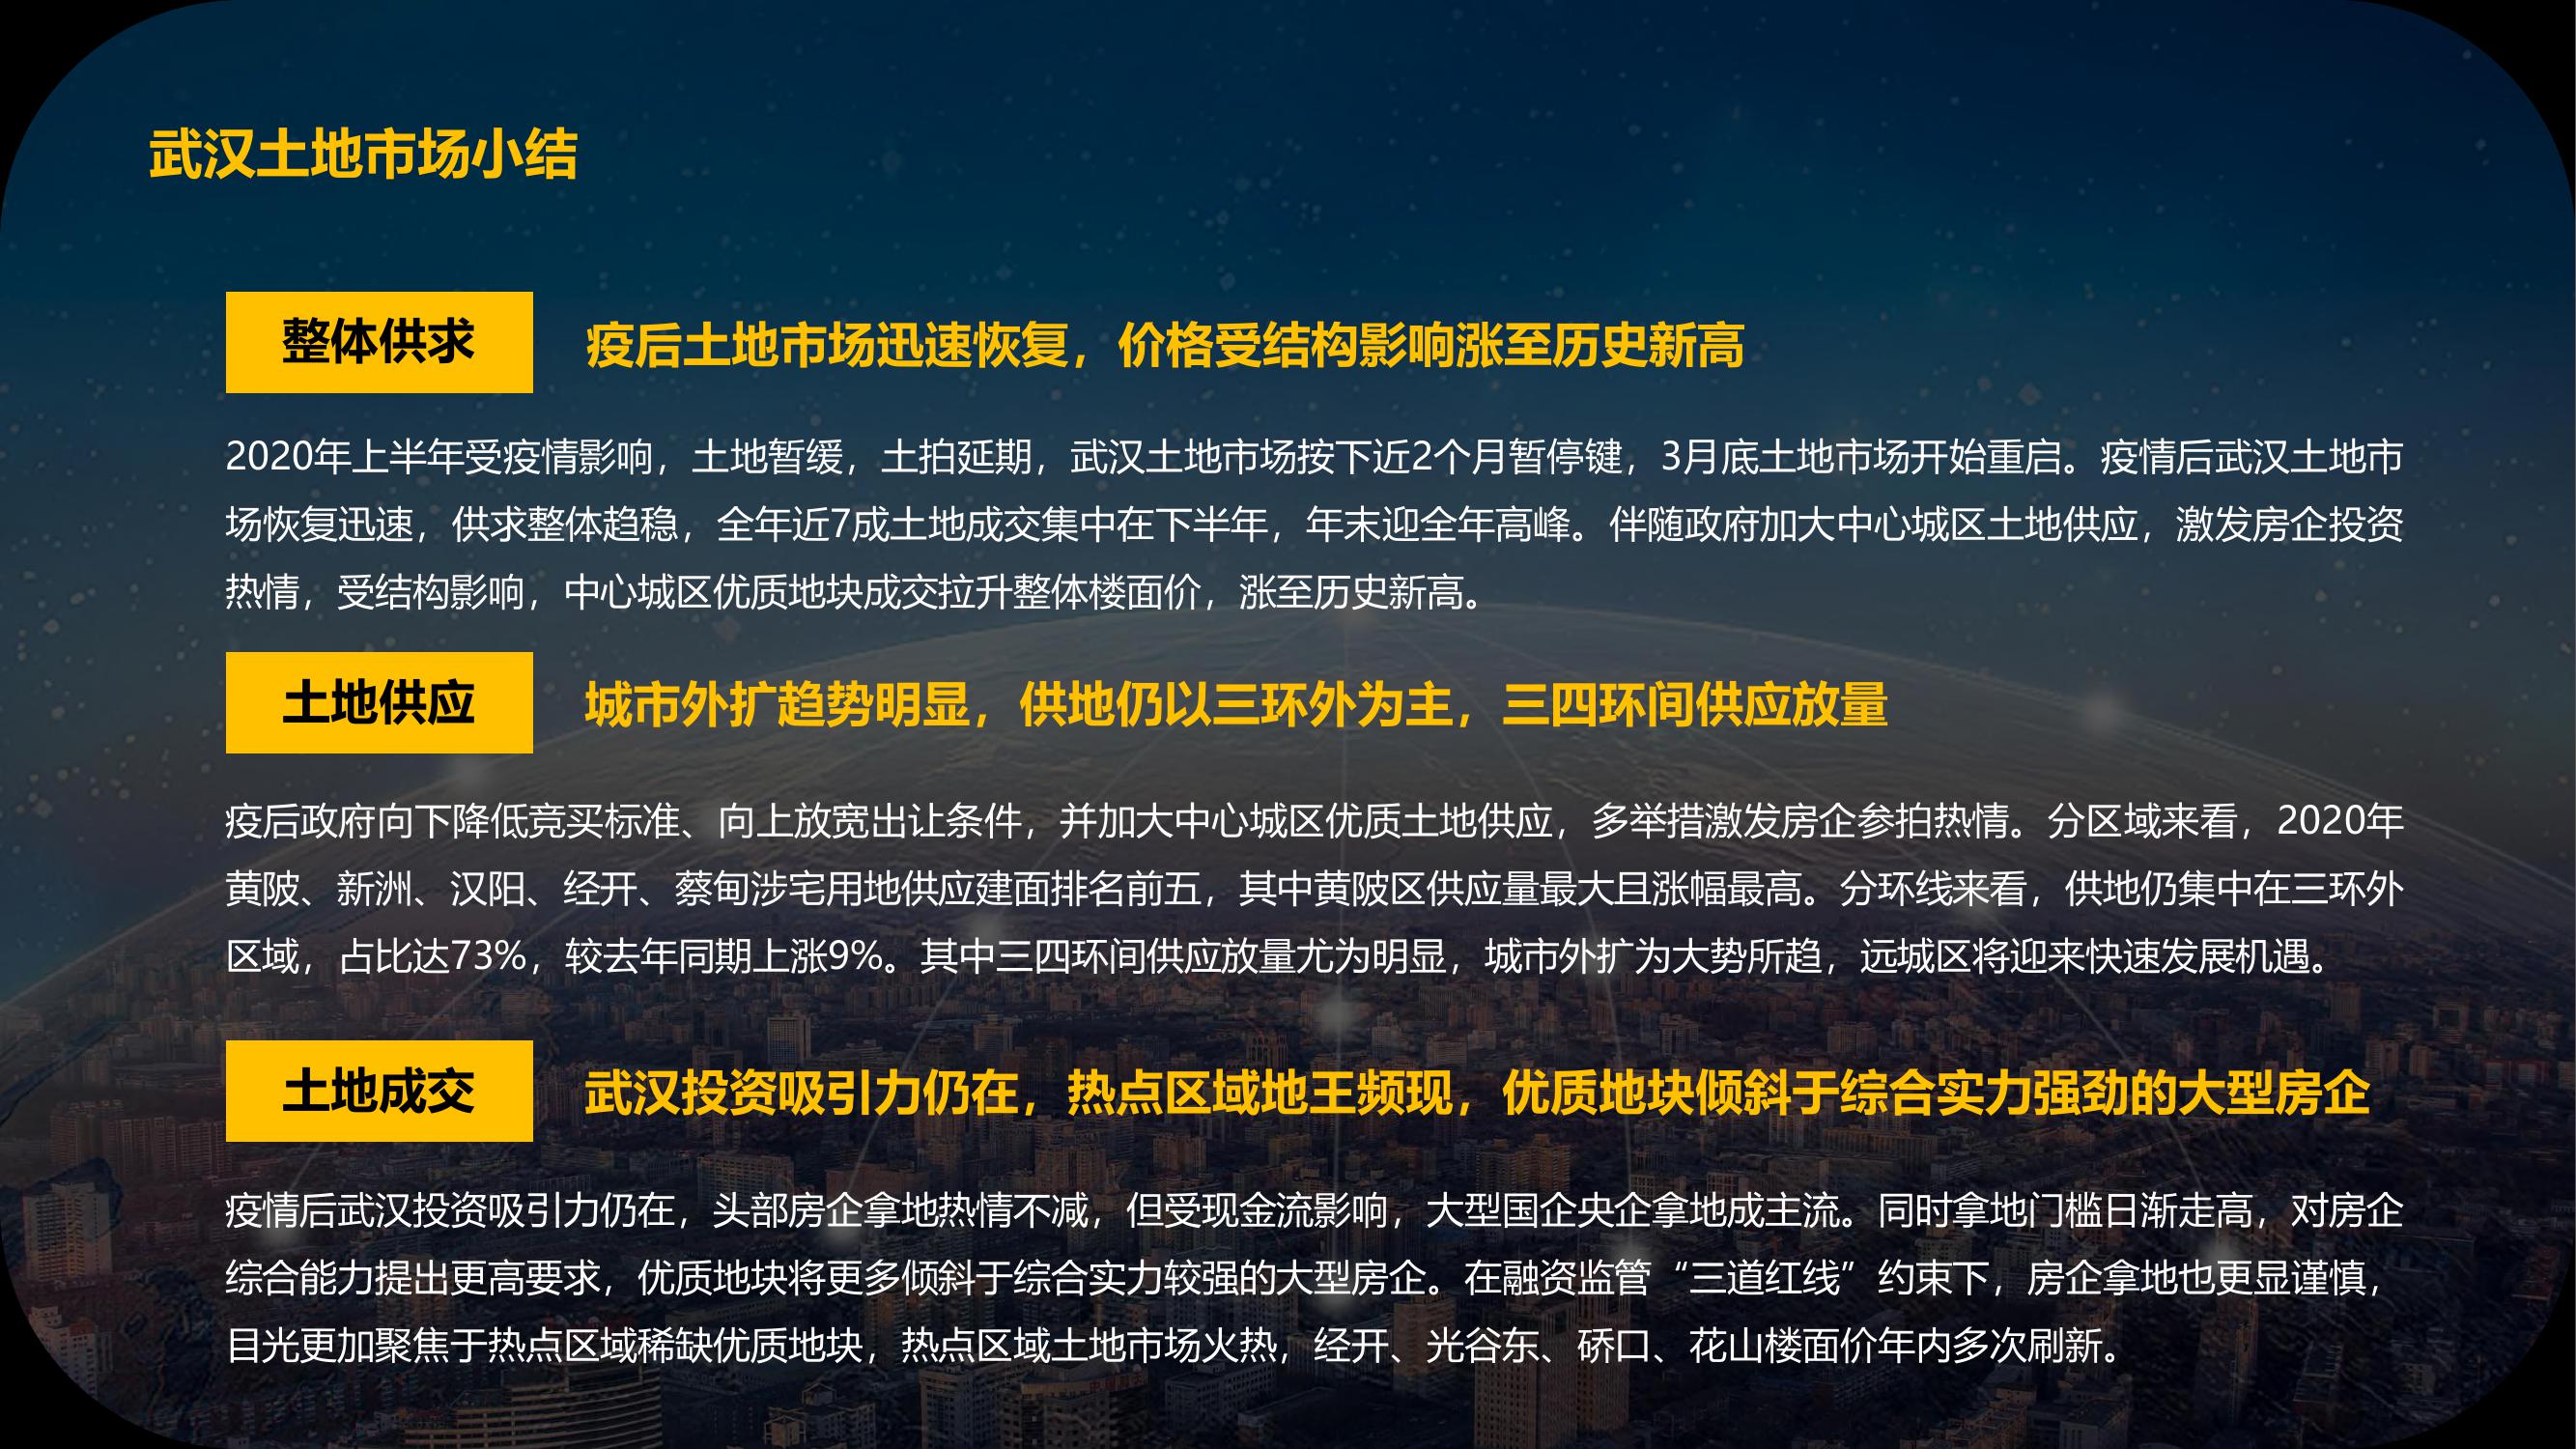 武汉土地市场小结
整体供求
疫后土地市场迅速恢复，价格受结构影响涨至历史新高
2020年上半年受疫情影响，土地暂缓，土拍延期，武汉土地市场按下近2个月暂停键，3月底土地市场开始重启。疫情后武汉土地市
场恢复迅速，供求整体趋稳，全年近7成土地成交集中在下半年，年末迎全年高峰。伴随政府加大中心城区土地供应，激发房企投资
热情，受结构影响，中心城区优质地块成交拉升整体楼面价，涨至历史新高。
土地供应
城市外扩趋势明显，供地仍以三环外为主，三四环间供应放量
疫后政府向下降低竞买标准、向上放宽出让条件，并加大中心城区优质土地供应，多举措激发房企参拍热情。分区域来看，2020年
黄陂、新洲、汉阳、经开、蔡甸涉宅用地供应建面排名前五，其中黄陂区供应量最大且涨幅最高。分环线来看，供地仍集中在三环外
区域，占比达73%，较去年同期上涨9%。其中三四环间供应放量尤为明显，城市外扩为大势所趋，远城区将迎来快速发展机遇。
土地成交
武汉投资吸引力仍在，热点区域地王频现，优质地块倾斜于综合实力强劲的大型房企
疫情后武汉投资吸引力仍在，头部房企拿地热情不减，但受现金流影响，大型国企央企拿地成主流。同时拿地门槛日渐走高，对房企
综合能力提出更高要求，优质地块将更多倾斜于综合实力较强的大型房企。在融资监管“三道红线”约束下，房企拿地也更显谨慎，
目光更加聚焦于热点区域稀缺优质地块，热点区域土地市场火热，经开、光谷东、硚口、花山楼面价年内多次刷新。